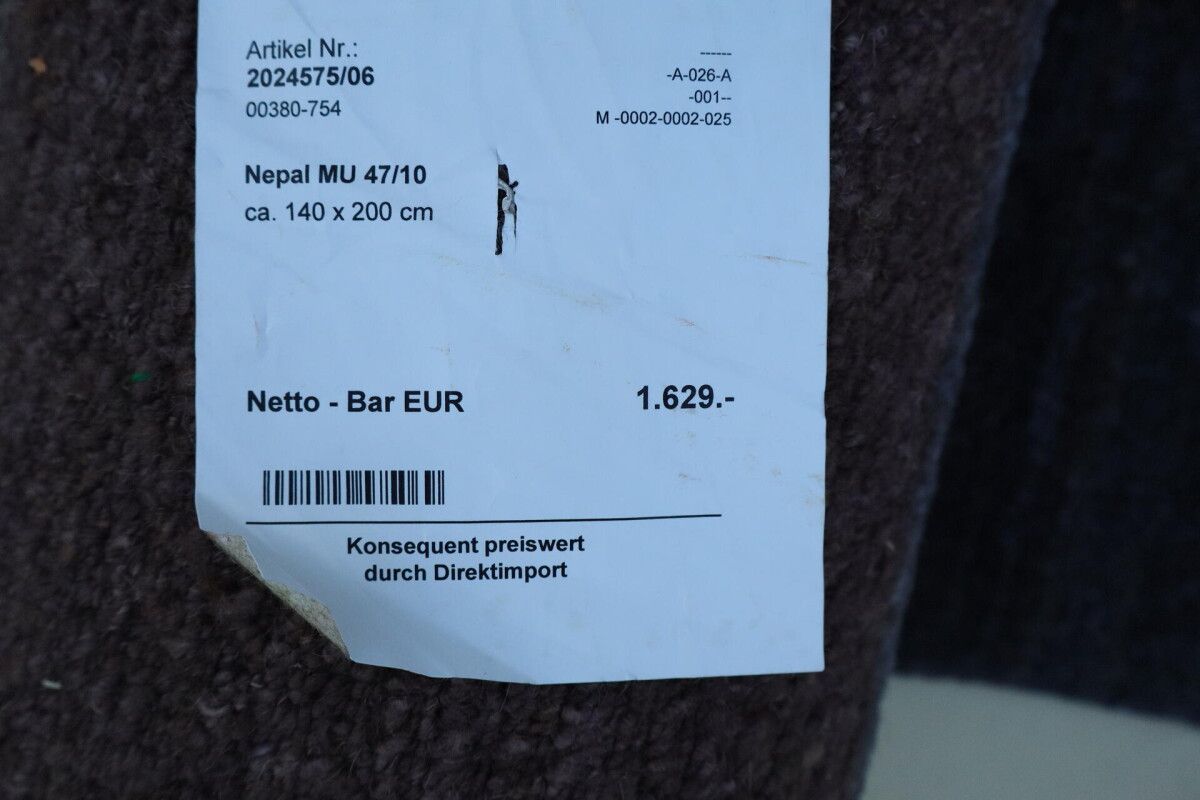 Artikel Nr.:
2024575/06
00380-754
------
-A-026-A
-001--
M -0002-0002-025
Nepal MU 47/10
ca. 140 x 200 cm
Netto - Bar EUR 1.629.-
Konsequent preiswert
durch Direktimport